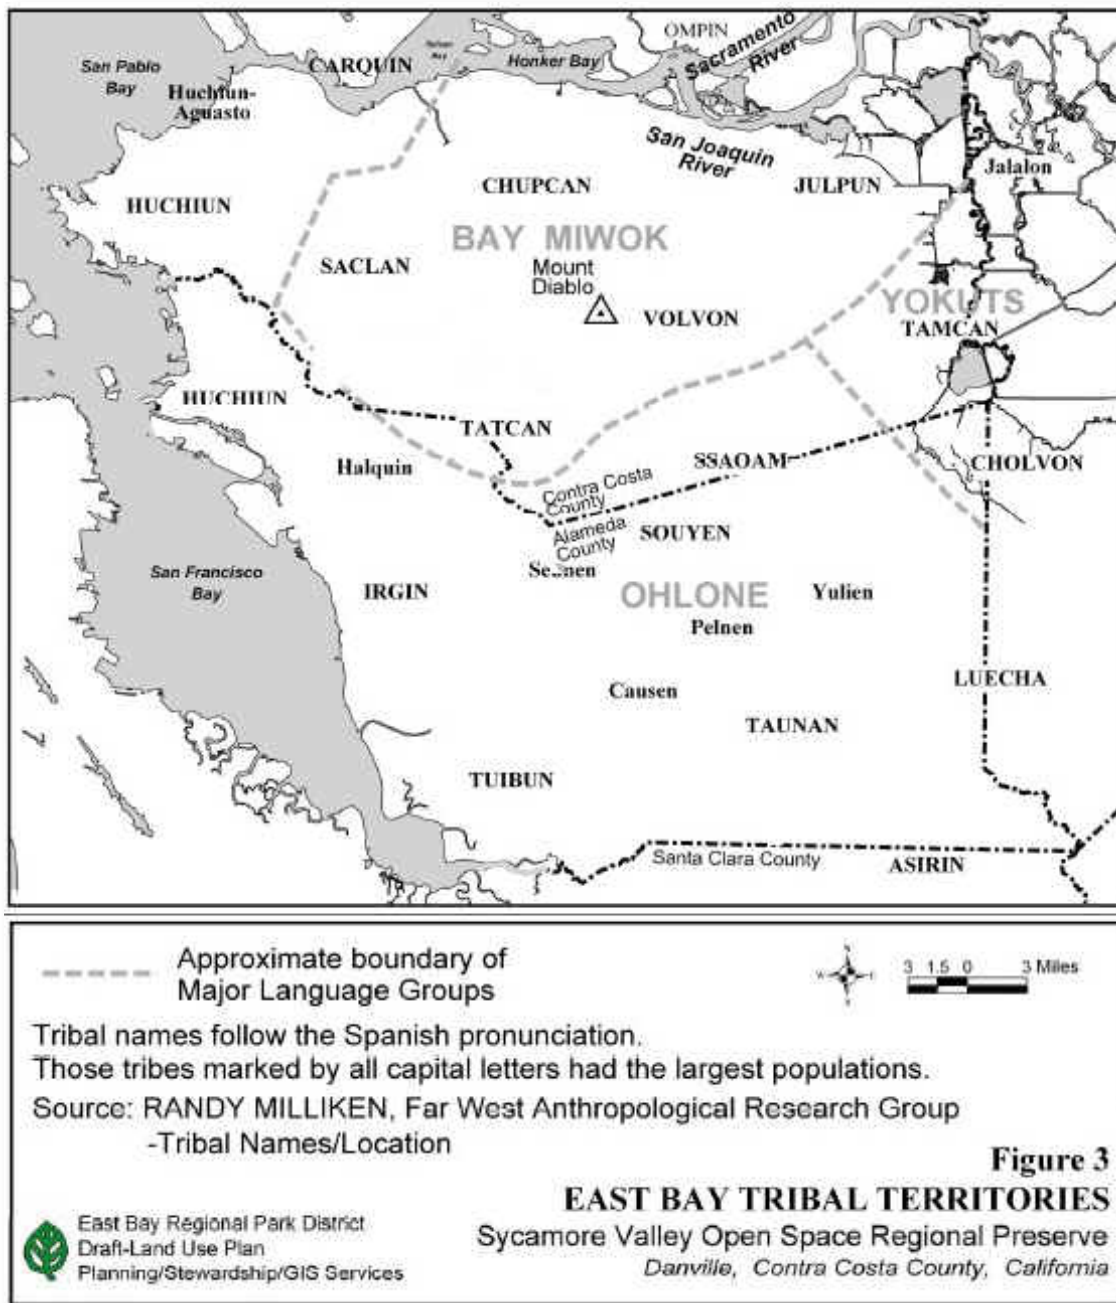 OMPIN
Sacramento
River
San Pablo
Bay
CARQUIN
Honker Bay
Huchiun-
Aguasto
San Joaquin
River
Jalalon
HUCHIUN
CHUPCAN
JULPUN
BAY MIWOK
SACLAN
Mount
Diablo
YOKUTS
VOLVON
TAMCAN
HUCHIUN
TATCAN
Halquin
SSAOAM
CHOLVON
Contra Costa
County
Alameda
County
SOUYEN
San Francisco
Bay
IRGIN
OHLONE
Yulien
Pelnen
Causen
LUECHA
TAUNAN
TUIBUN
Santa Clara County
ASIRIN
Approximate boundary of
Major Language Groups
N
W E
S
3 1.5 0 3 Miles
Tribal names follow the Spanish pronunciation.
Those tribes marked by all capital letters had the largest populations.
Source: RANDY MILLIKEN, Far West Anthropological Research Group
-Tribal Names/Location
Figure 3
EAST BAY TRIBAL TERRITORIES
Sycamore Valley Open Space Regional Preserve
Danville, Contra Costa County, California
East Bay Regional Park District
Draft-Land Use Plan
Planning/Stewardship/GIS Services